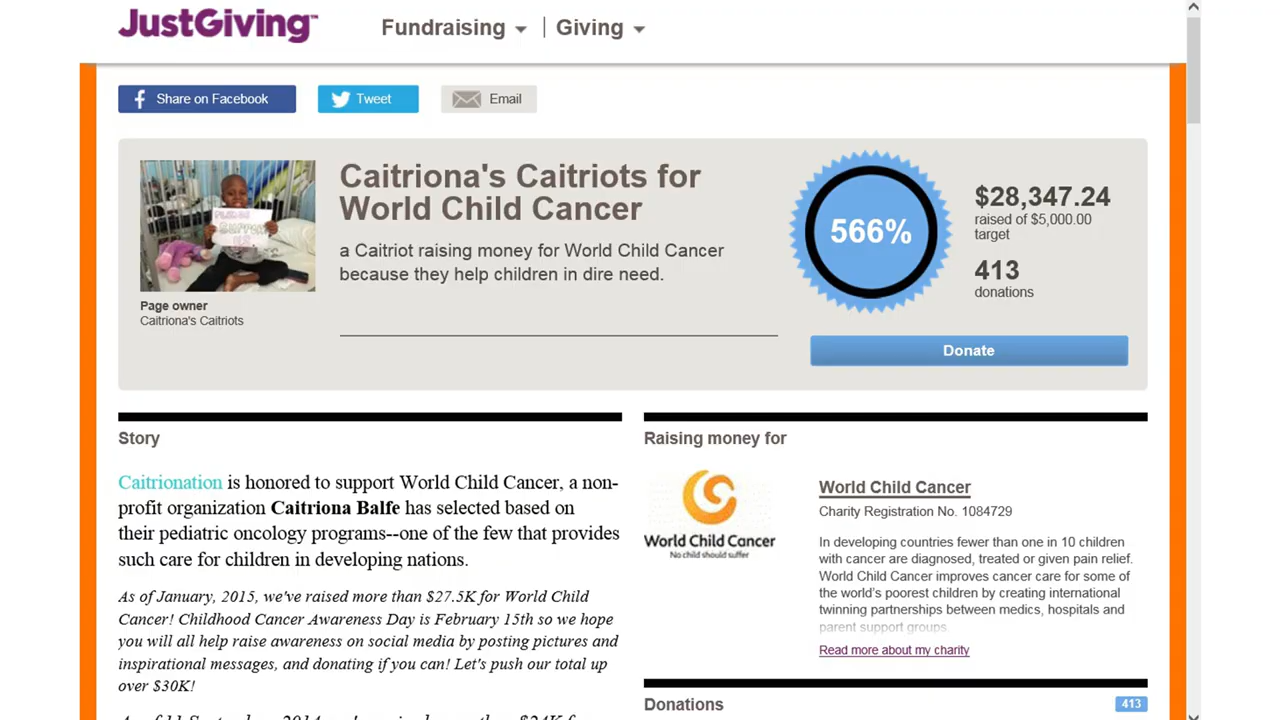 JustGiving™
Fundraising
Giving
Share on Facebook
Tweet
Email
Caitriona's Caitriots for
World Child Cancer
a Caitriot raising money for World Child Cancer
because they help children in dire need.
Page owner
Caitriona's Caitriots
566%
$28,347.24
raised of $5,000.00
target
413
donations
Donate
Story
Caitrionation is honored to support World Child Cancer, a non-
profit organization Caitriona Balfe has selected based on
their pediatric oncology programs--one of the few that provides
such care for children in developing nations.
As of January, 2015, we've raised more than $27.5K for World Child
Cancer! Childhood Cancer Awareness Day is February 15th so we hope
you will all help raise awareness on social media by posting pictures and
inspirational messages, and donating if you can! Let's push our total up
over $30K!
Raising money for
World Child Cancer
No child should suffer
World Child Cancer
Charity Registration No. 1084729
In developing countries fewer than one in 10 children
with cancer are diagnosed, treated or given pain relief.
World Child Cancer improves cancer care for some of
the world's poorest children by creating international
twinning partnerships between medics, hospitals and
parent support groups.
Read more about my charity
Donations
413